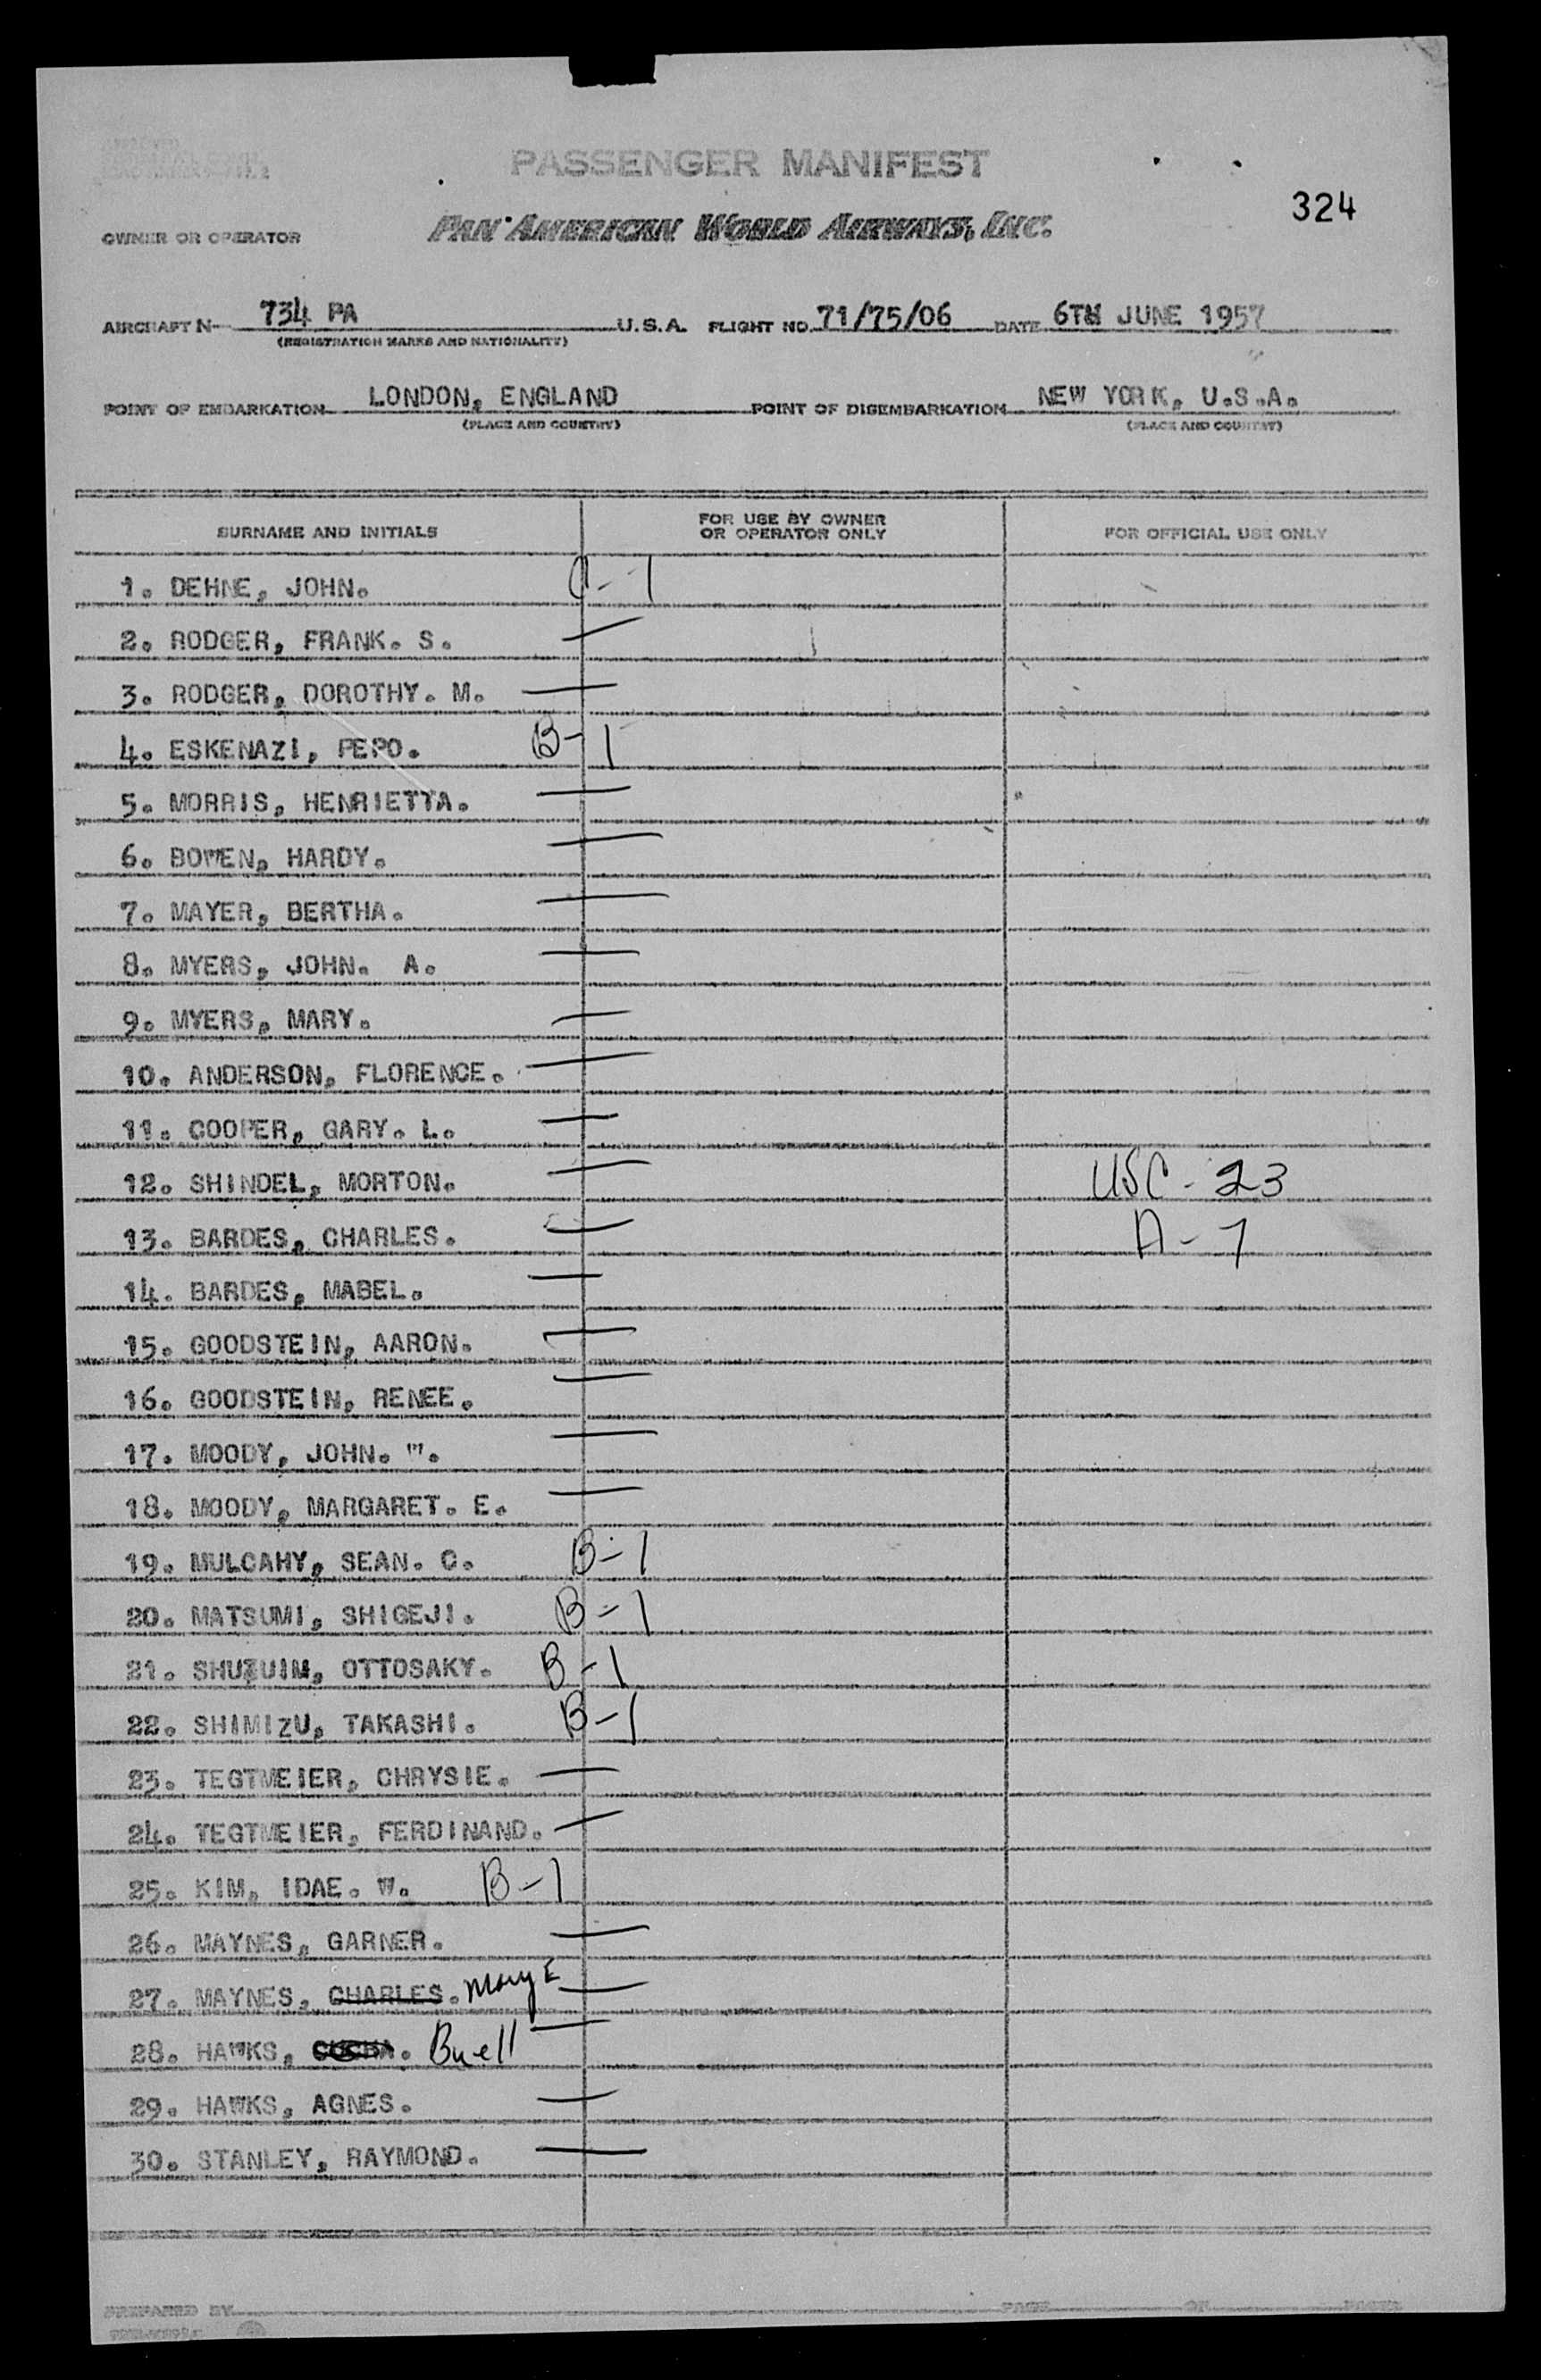 PASSENGER MANIFEST
324
OWNER OR OPERATOR PAN AMERICAN WORLD AIRWAYS, INC.
AIRCRAFT N- 734 PA U.S.A. FLIGHT NO. 71/75/06 DATE 6TH JUNE 1957
(REGISTRATION MARKS AND NATIONALITY)
POINT OF EMBARKATION LONDON, ENGLAND POINT OF DISEMBARKATION NEW YORK, U.S.A.
(PLACE AND COUNTRY) (PLACE AND COUNTRY)
SURNAME AND INITIALS FOR USE BY OWNER OR OPERATOR ONLY FOR OFFICIAL USE ONLY
1. DEHNE, JOHN. C-1
2. RODGER, FRANK. S. —
3. RODGER, DOROTHY. M. —
4. ESKENAZI, PEPO. B-1
5. MORRIS, HENRIETTA. —
6. BOWEN, HARDY. —
7. MAYER, BERTHA. —
8. MYERS, JOHN. A. —
9. MYERS, MARY. —
10. ANDERSON, FLORENCE. —
11. COOPER, GARY. L. —
12. SHINDEL, MORTON. — USC - 23
13. BARDES, CHARLES. — A - 7
14. BARDES, MABEL. —
15. GOODSTEIN, AARON. —
16. GOODSTEIN, RENEE. —
17. MOODY, JOHN. W. —
18. MOODY, MARGARET. E. —
19. MULCAHY, SEAN. C. B-1
20. MATSUMI, SHIGEJI. B-1
21. SHUZUIM, OTTOSAKY. B-1
22. SHIMIZU, TAKASHI. B-1
23. TEGTMEIER, CHRYSIE. —
24. TEGTMEIER, FERDINAND. —
25. KIM, IDAE. W. B-1
26. MAYNES, GARNER. —
27. MAYNES, CHARLES. Mary E —
28. HAWKS, Buell —
29. HAWKS, AGNES. —
30. STANLEY, RAYMOND. —
PREPARED BY PAGE OF PAGES